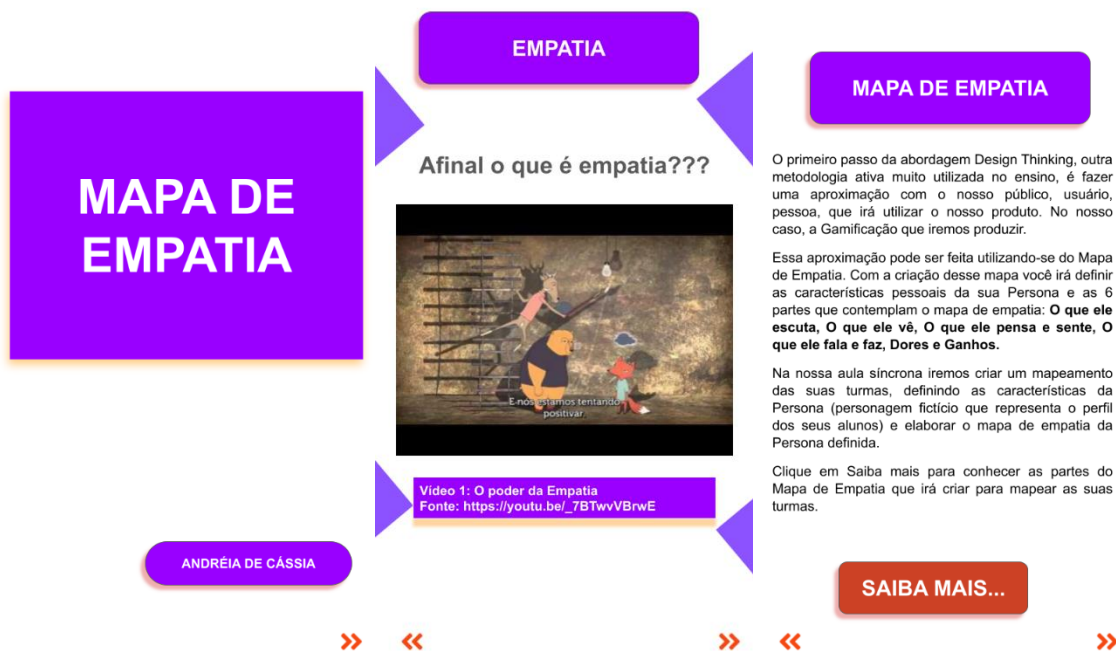 MAPA DE
EMPATIA
ANDRÉIA DE CÁSSIA
EMPATIA
Afinal o que é empatia???
E nós estamos tentando
positivar.
Vídeo 1: O poder da Empatia
Fonte: https://youtu.be/_7BTwvVBrwE
MAPA DE EMPATIA
O primeiro passo da abordagem Design Thinking, outra
metodologia ativa muito utilizada no ensino, é fazer
uma aproximação com o nosso público, usuário,
pessoa, que irá utilizar o nosso produto. No nosso
caso, a Gamificação que iremos produzir.
Essa aproximação pode ser feita utilizando-se do Mapa
de Empatia. Com a criação desse mapa você irá definir
as características pessoais da sua Persona e as 6
partes que contemplam o mapa de empatia: O que ele
escuta, O que ele vê, O que ele pensa e sente, O
que ele fala e faz, Dores e Ganhos.
Na nossa aula síncrona iremos criar um mapeamento
das suas turmas, definindo as características da
Persona (personagem fictício que representa o perfil
dos seus alunos) e elaborar o mapa de empatia da
Persona definida.
Clique em Saiba mais para conhecer as partes do
Mapa de Empatia que irá criar para mapear as suas
turmas.
SAIBA MAIS...